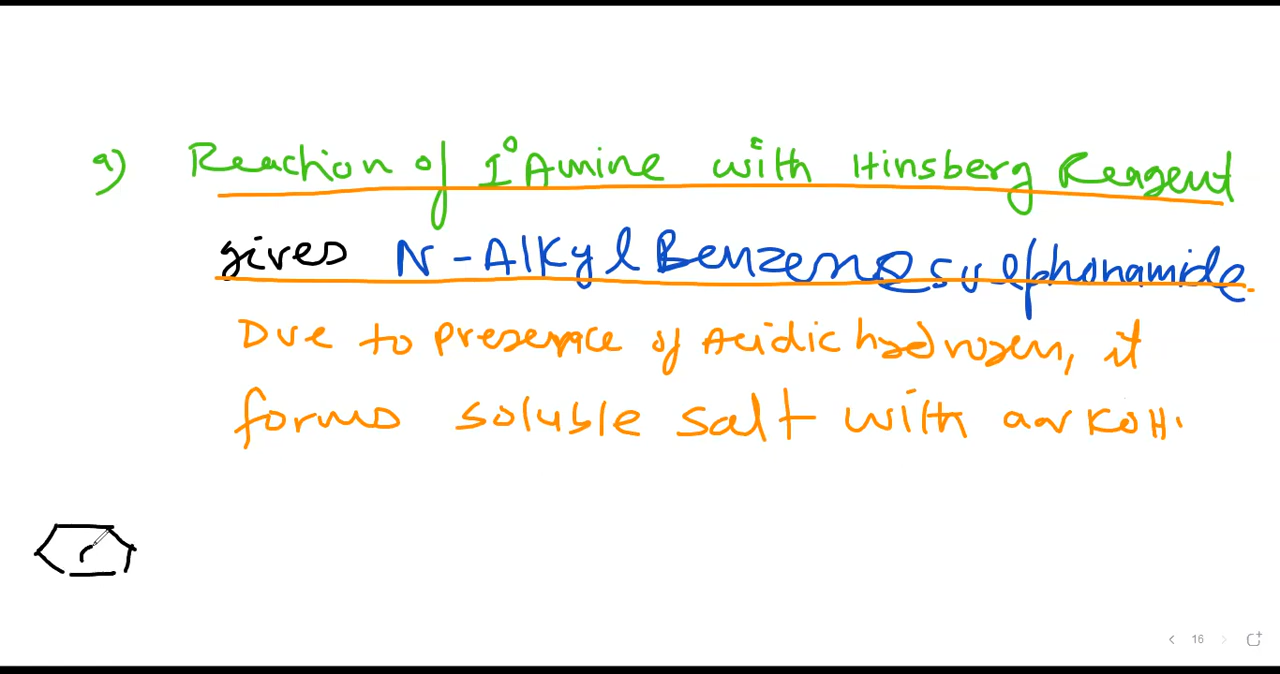 a) Reaction of I° Amine with Hinsberg Reagent
gives N-Alkyl Benzene sulphonamide.
Due to presence of Acidic hydrogen, it
forms soluble salt with aq KOH.
16